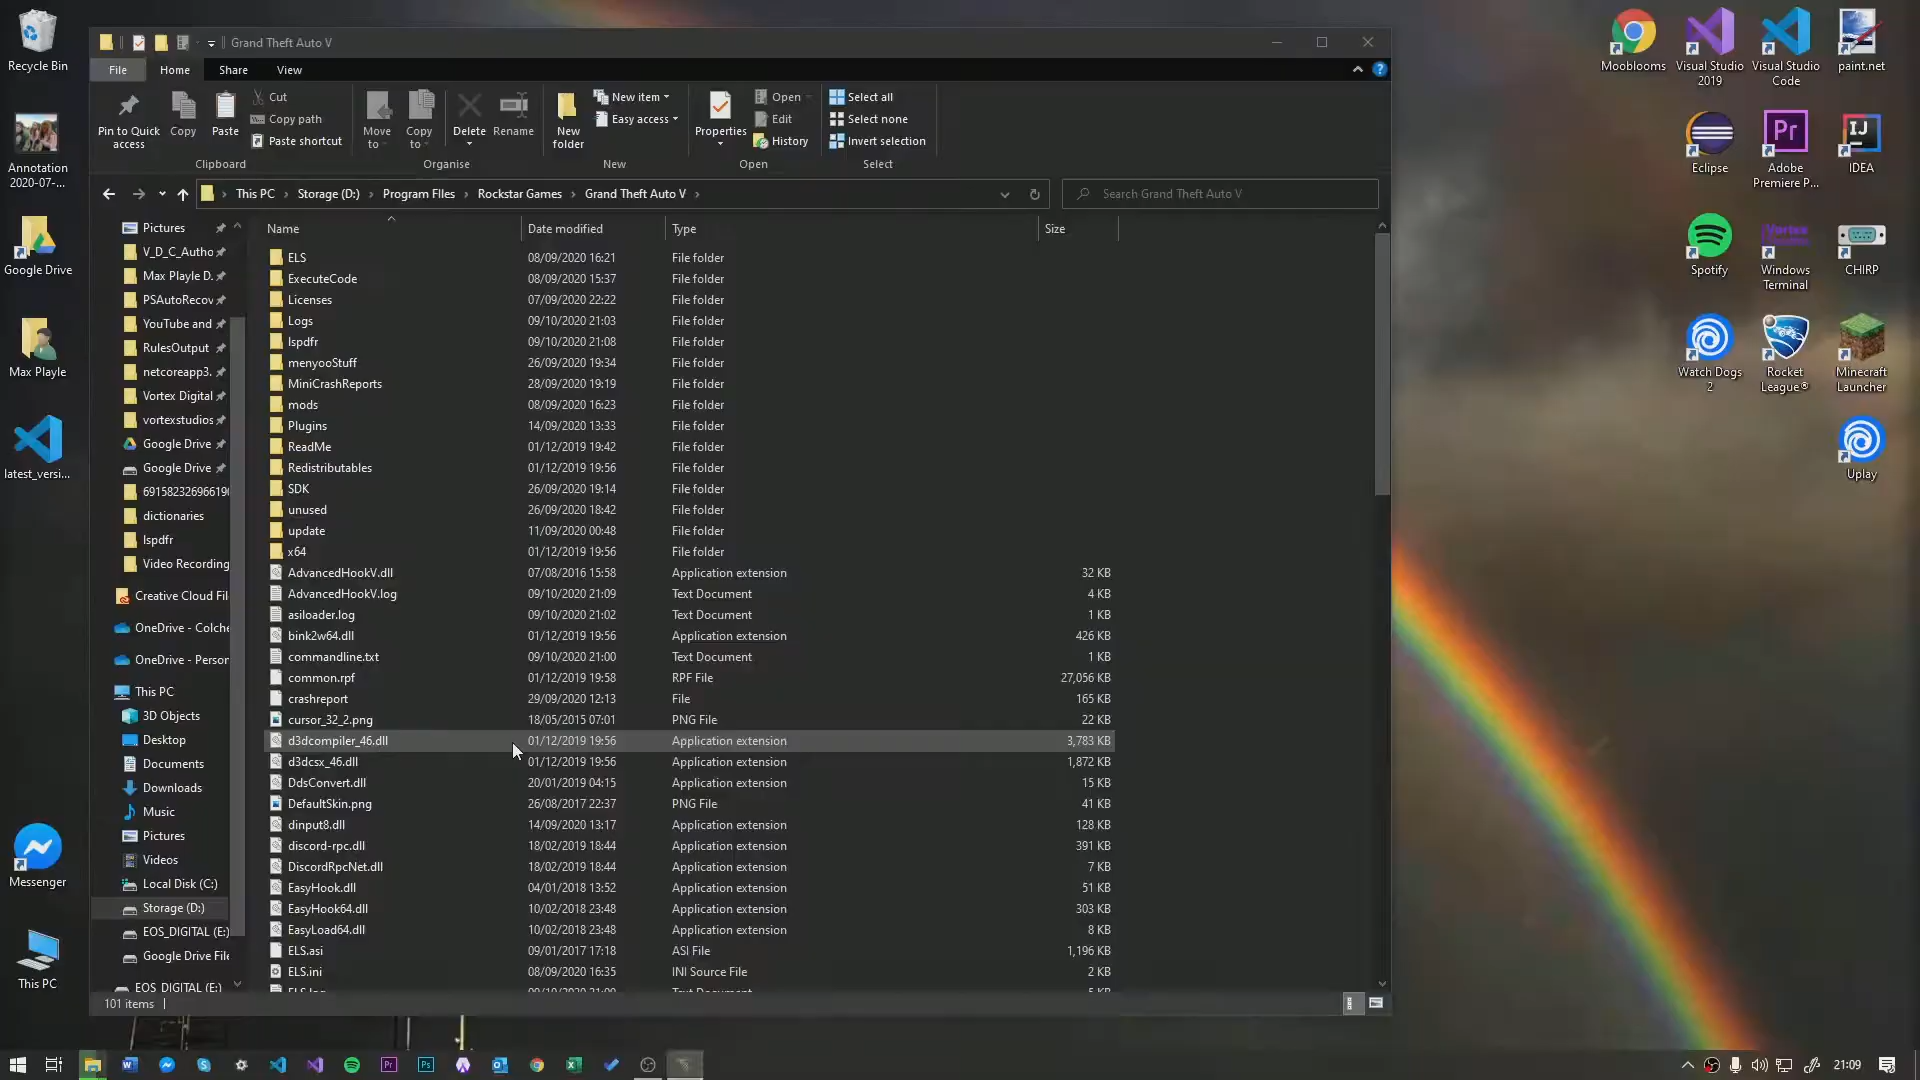 Recycle Bin
Annotation
2020-07-...
Google Drive
Max Playle
latest_versi...
Messenger
This PC
Grand Theft Auto V
File
Home
Share
View
Pin to Quick
access
Copy
Paste
Cut
Copy path
Paste shortcut
Clipboard
Move
to
Copy
to
Delete
Rename
Organise
New
folder
New item
Easy access
New
Properties
Open
Edit
History
Open
Select all
Select none
Invert selection
Select
This PC
Storage (D:)
Program FIles
Rockstar Games
Grand Theft Auto V
Search Grand Theft Auto V
Pictures
V_D_C_Autho
Max Playle D.
PSAutoRecov
YouTube and
RulesOutput
netcoreapp3.
Vortex Digital
vortexstudios
Google Drive
Google Drive
dictionaries
lspdfr
Video Recording
Creative Cloud Fil
OneDrive - Colche
OneDrive - Person
This PC
3D Objects
Desktop
Documents
Downloads
Music
Pictures
Videos
Local Disk (C:)
Storage (D:)
EOS_DIGITAL (E:)
Google Drive File
EOS_DIGITAL (E:)
Name Date modified Type Size
ELS 08/09/2020 16:21 File folder
ExecuteCode 08/09/2020 15:37 File folder
Licenses 07/09/2020 22:22 File folder
Logs 09/10/2020 21:03 File folder
lspdfr 09/10/2020 21:08 File folder
menyooStuff 26/09/2020 19:34 File folder
MiniCrashReports 28/09/2020 19:19 File folder
mods 08/09/2020 16:23 File folder
Plugins 14/09/2020 13:33 File folder
ReadMe 01/12/2019 19:42 File folder
Redistributables 01/12/2019 19:56 File folder
SDK 26/09/2020 19:14 File folder
unused 26/09/2020 18:42 File folder
update 11/09/2020 00:48 File folder
x64 01/12/2019 19:56 File folder
AdvancedHookV.dll 07/08/2016 15:58 Application extension 32 KB
AdvancedHookV.log 09/10/2020 21:09 Text Document 4 KB
asiloader.log 09/10/2020 21:02 Text Document 1 KB
bink2w64.dll 01/12/2019 19:56 Application extension 426 KB
commandline.txt 09/10/2020 21:00 Text Document 1 KB
common.rpf 01/12/2019 19:58 RPF File 27,056 KB
crashreport 29/09/2020 12:13 File 165 KB
cursor_32_2.png 18/05/2015 07:01 PNG File 22 KB
d3dcompiler_46.dll 01/12/2019 19:56 Application extension 3,783 KB
d3dcsx_46.dll 01/12/2019 19:56 Application extension 1,872 KB
DdsConvert.dll 20/01/2019 04:15 Application extension 15 KB
DefaultSkin.png 26/08/2017 22:37 PNG File 41 KB
dinput8.dll 14/09/2020 13:17 Application extension 128 KB
discord-rpc.dll 18/02/2019 18:44 Application extension 391 KB
DiscordRpcNet.dll 18/02/2019 18:44 Application extension 7 KB
EasyHook.dll 04/01/2018 13:52 Application extension 51 KB
EasyHook64.dll 10/02/2018 23:48 Application extension 303 KB
EasyLoad64.dll 10/02/2018 23:48 Application extension 8 KB
ELS.asi 09/01/2017 17:18 ASI File 1,196 KB
ELS.ini 08/09/2020 16:35 INI Source File 2 KB
101 items
Mooblooms
Visual Studio
2019
Visual Studio
Code
paint.net
Eclipse
Adobe
Premiere P...
IDEA
Spotify
Windows
Terminal
CHIRP
Watch Dogs
2
Rocket
League®
Minecraft
Launcher
Uplay
21:09